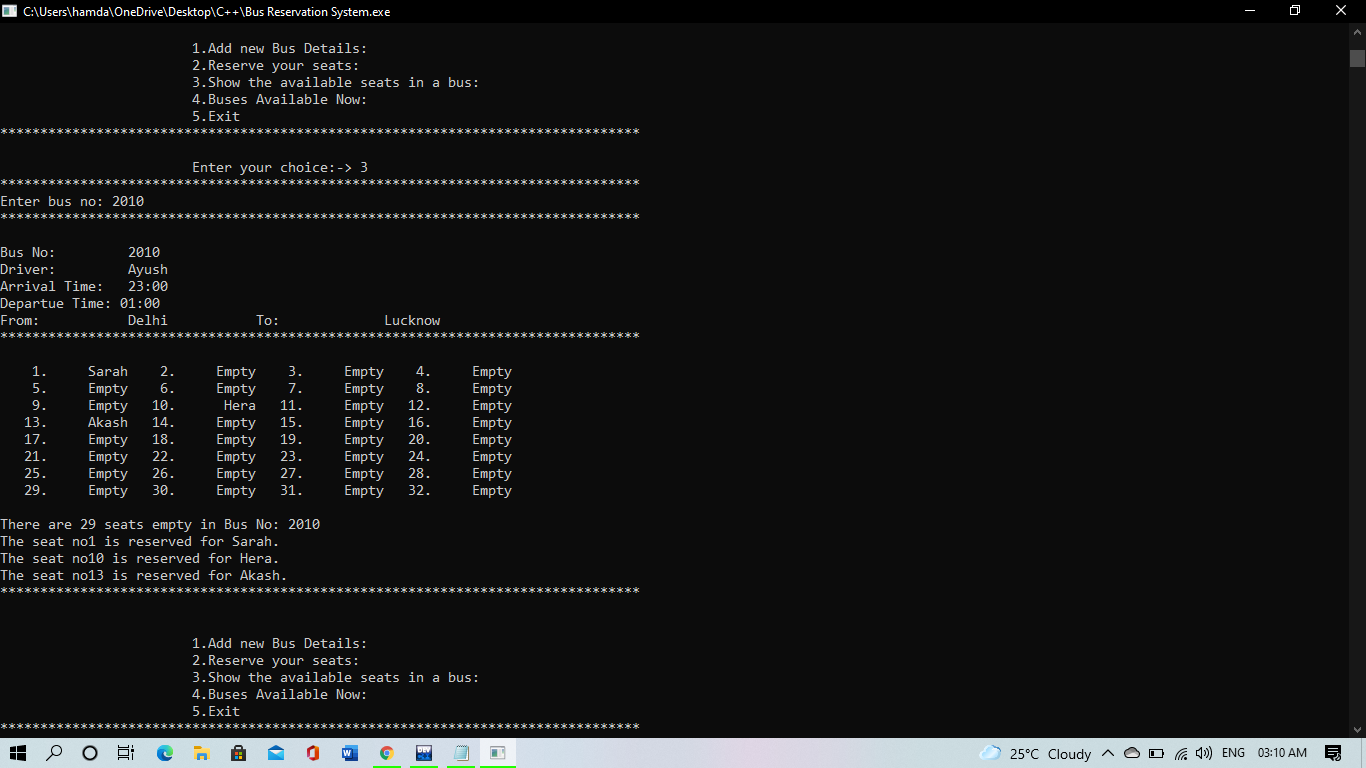 C:\Users\hamda\OneDrive\Desktop\C++\Bus Reservation System.exe
1.Add new Bus Details:
2.Reserve your seats:
3.Show the available seats in a bus:
4.Buses Available Now:
5.Exit
********************************************************************************
Enter your choice:-> 3
********************************************************************************
Enter bus no: 2010
********************************************************************************
Bus No: 2010
Driver: Ayush
Arrival Time: 23:00
Departue Time: 01:00
From: Delhi To: Lucknow
********************************************************************************
1. Sarah 2. Empty 3. Empty 4. Empty
5. Empty 6. Empty 7. Empty 8. Empty
9. Empty 10. Hera 11. Empty 12. Empty
13. Akash 14. Empty 15. Empty 16. Empty
17. Empty 18. Empty 19. Empty 20. Empty
21. Empty 22. Empty 23. Empty 24. Empty
25. Empty 26. Empty 27. Empty 28. Empty
29. Empty 30. Empty 31. Empty 32. Empty
There are 29 seats empty in Bus No: 2010
The seat no1 is reserved for Sarah.
The seat no10 is reserved for Hera.
The seat no13 is reserved for Akash.
********************************************************************************
1.Add new Bus Details:
2.Reserve your seats:
3.Show the available seats in a bus:
4.Buses Available Now:
5.Exit
********************************************************************************
W DEV 25°C Cloudy ENG 03:10 AM